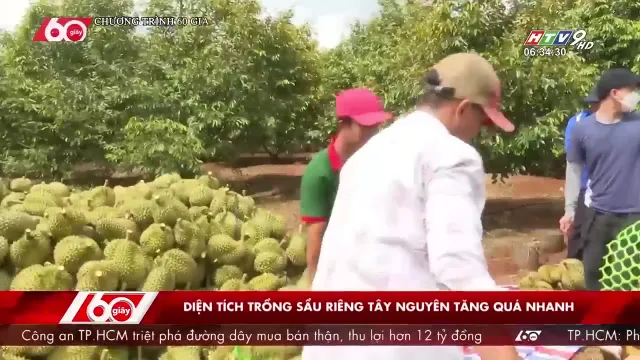 60 giây
CHƯƠNG TRÌNH 60 GIÂY
HTV9 HD
06:34:30
60 giây
DIỆN TÍCH TRỒNG SẦU RIÊNG TÂY NGUYÊN TĂNG QUÁ NHANH
60 giây
Công an TP.HCM triệt phá đường dây mua bán thận, thu lợi hơn 12 tỷ đồng
TP.HCM: Ph